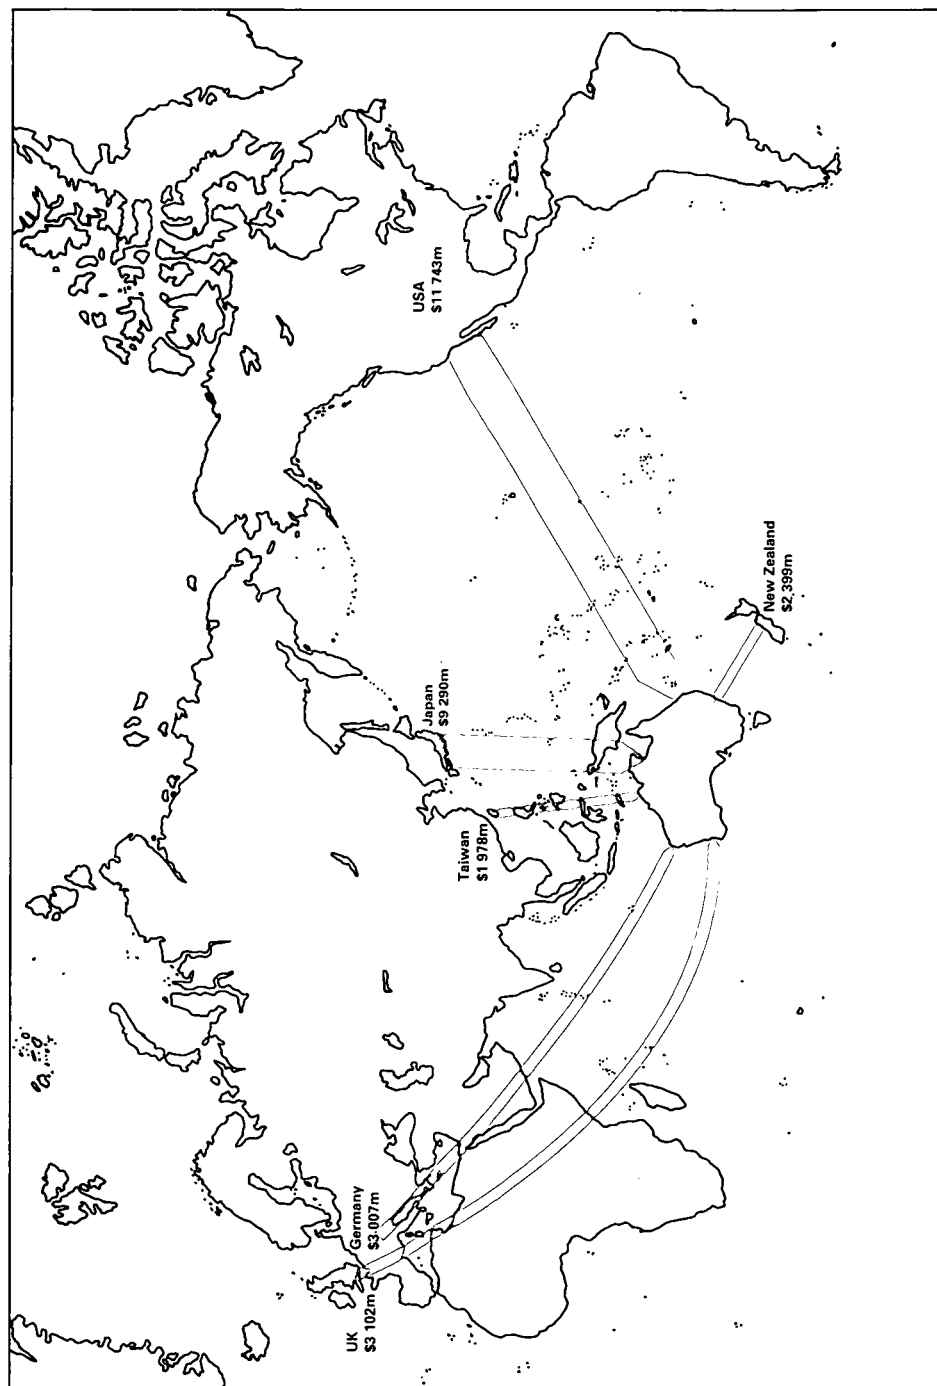 UK
$3 102m
Germany
$3.007m
Taiwan
$1 978m
Japan
$9 290m
USA
$11 743m
New Zealand
$2,399m